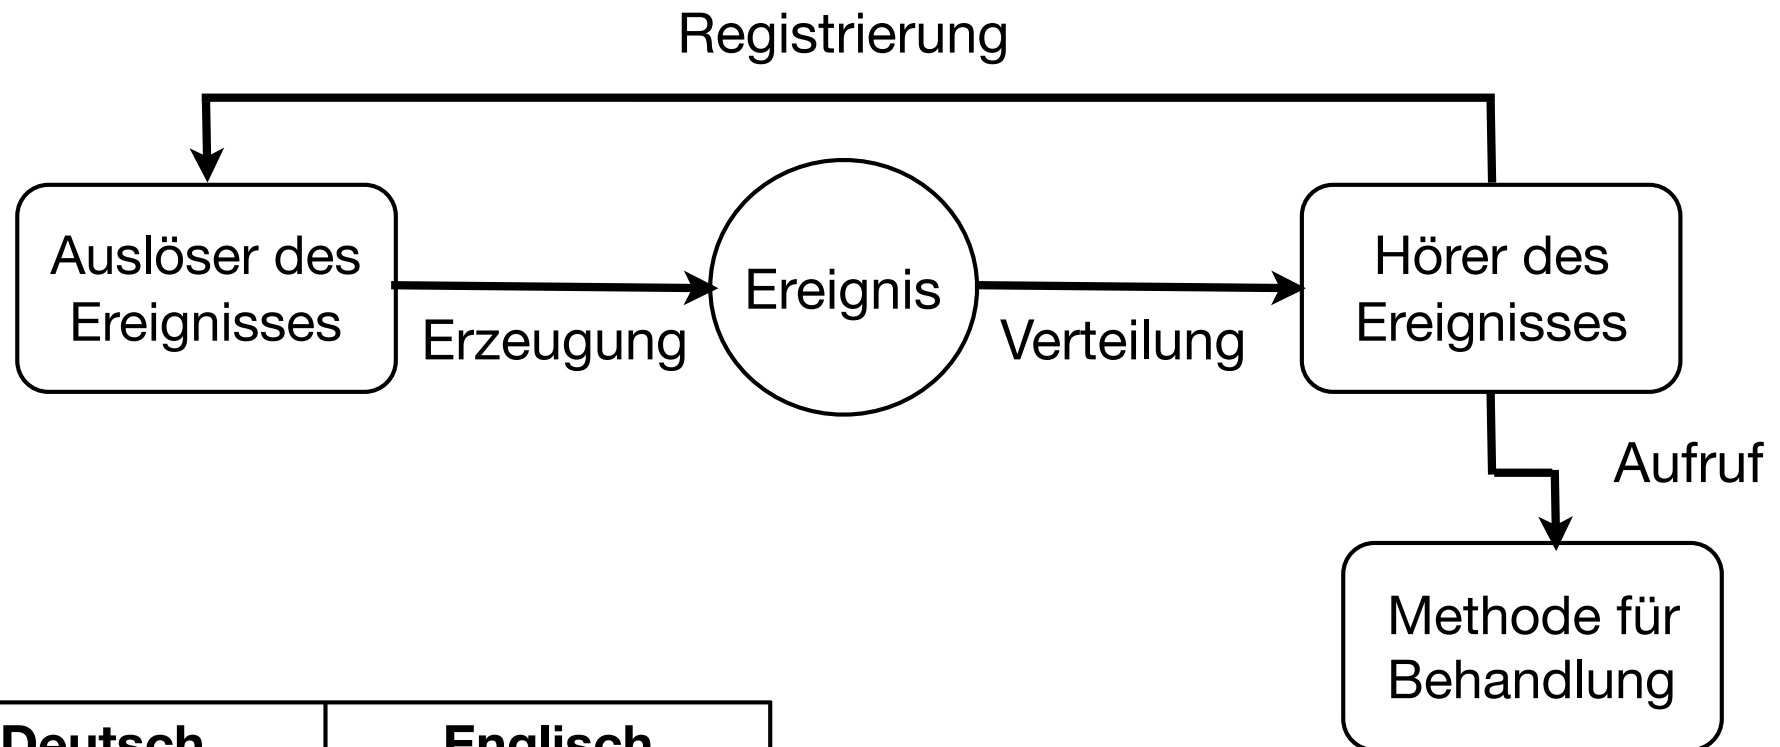 Registrierung
Auslöser des
Ereignisses
Erzeugung
Ereignis
Verteilung
Hörer des
Ereignisses
Aufruf
Methode für
Behandlung
Deutsch
Englisch